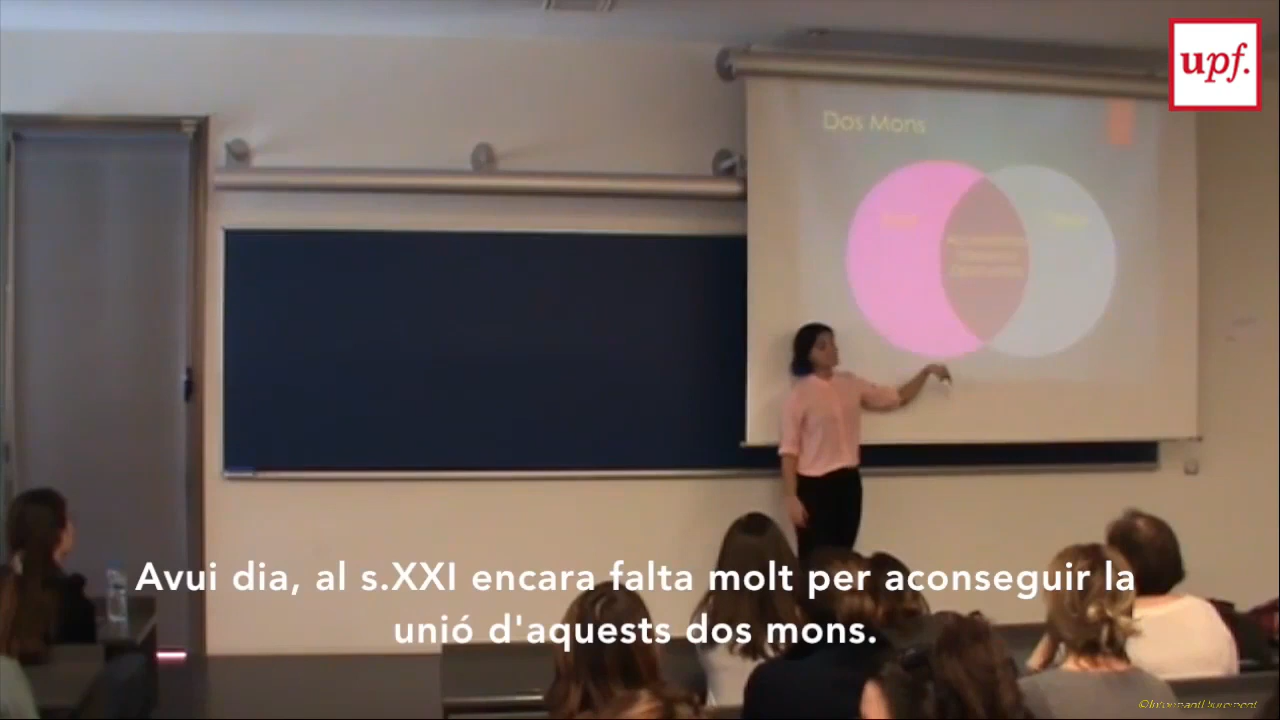 upf.
Dos Mons
Avui dia, al s.XXI encara falta molt per aconseguir la
unió d'aquests dos mons.